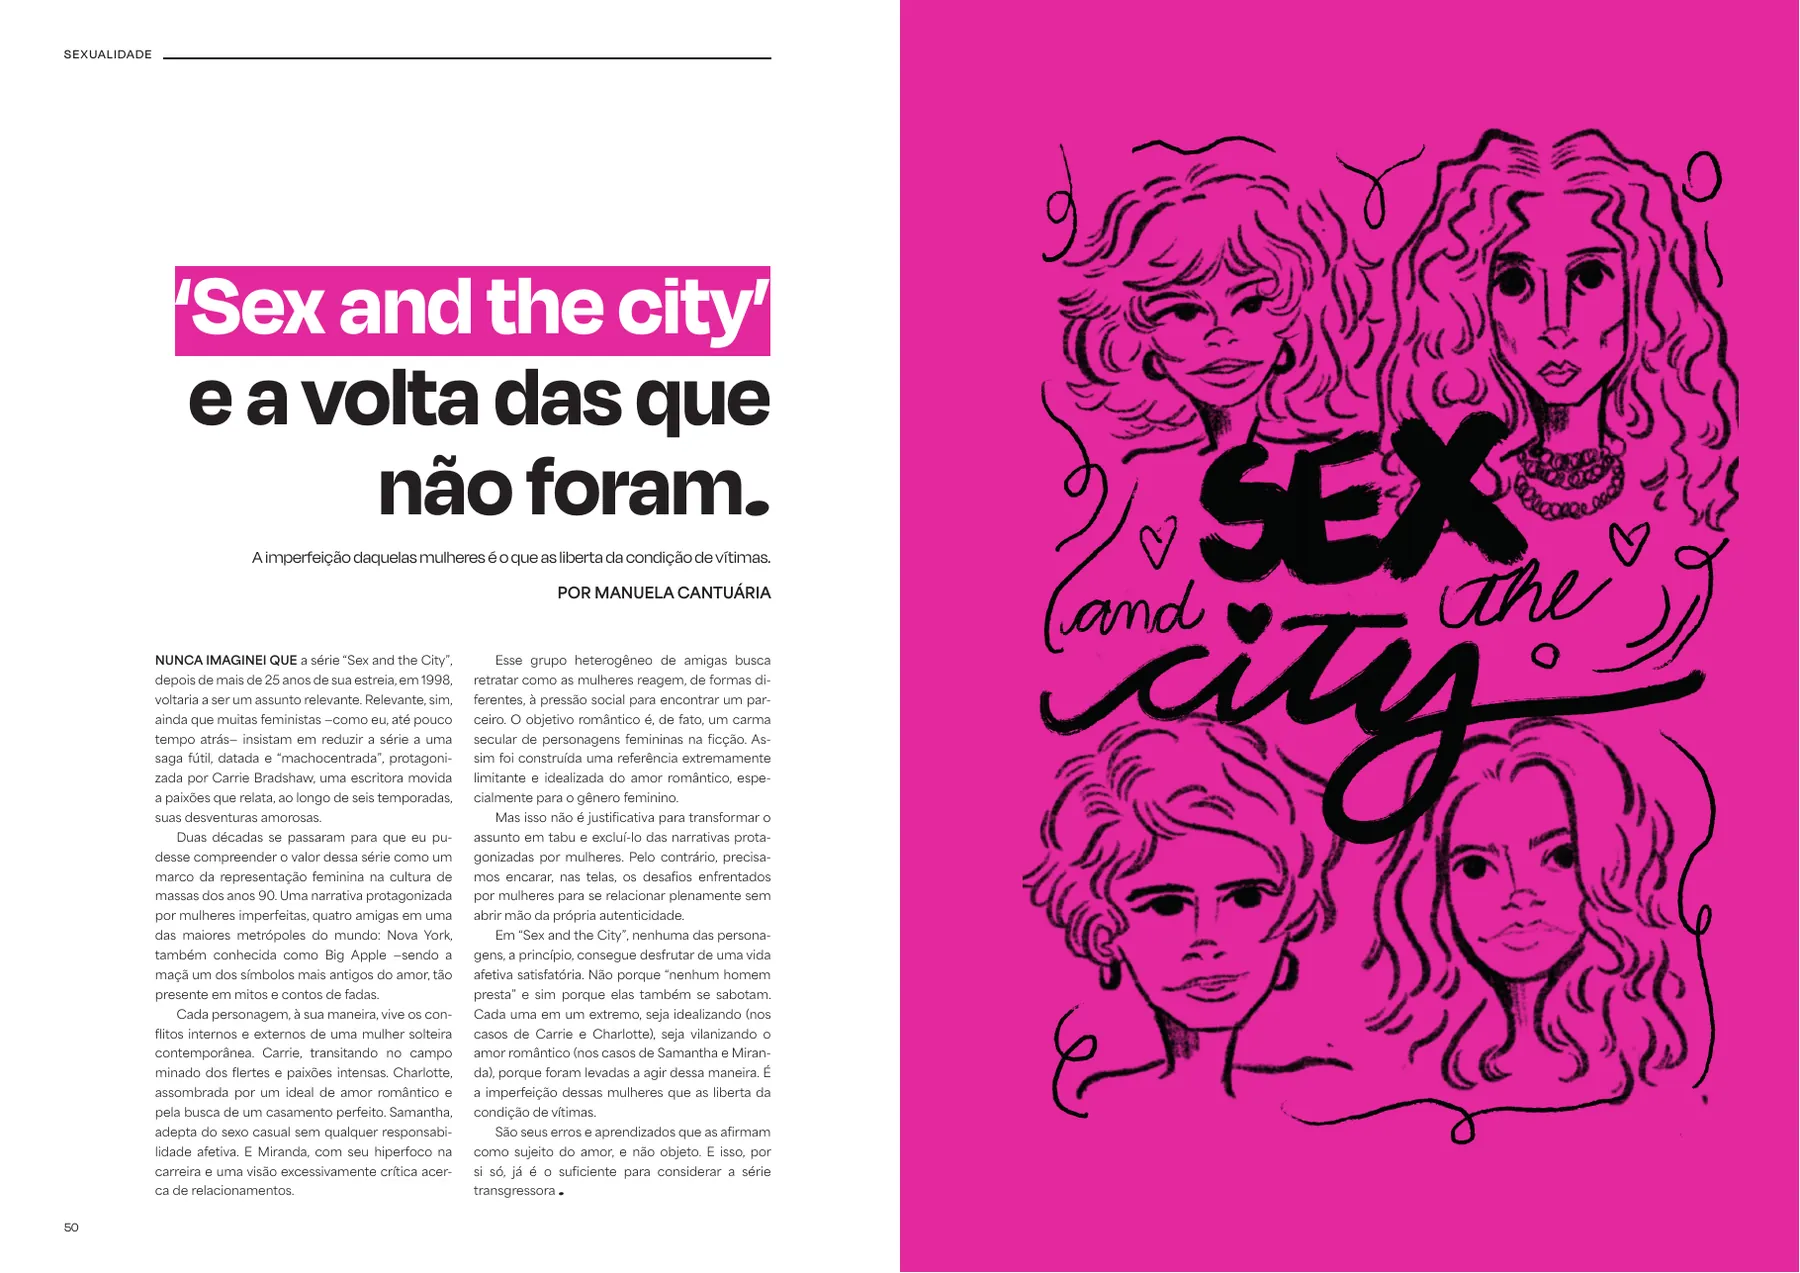 SEXUALIDADE
‘Sex and the city’
e a volta das que
não foram.
A imperfeição daquelas mulheres é o que as liberta da condição de vítimas.
POR MANUELA CANTUÁRIA
NUNCA IMAGINEI QUE a série “Sex and the City”,
depois de mais de 25 anos de sua estreia, em 1998,
voltaria a ser um assunto relevante. Relevante, sim,
ainda que muitas feministas –como eu, até pouco
tempo atrás– insistam em reduzir a série a uma
saga fútil, datada e “machocentrada”, protagoni-
zada por Carrie Bradshaw, uma escritora movida
a paixões que relata, ao longo de seis temporadas,
suas desventuras amorosas.
Duas décadas se passaram para que eu pu-
desse compreender o valor dessa série como um
marco da representação feminina na cultura de
massas dos anos 90. Uma narrativa protagonizada
por mulheres imperfeitas, quatro amigas em uma
das maiores metrópoles do mundo: Nova York,
também conhecida como Big Apple –sendo a
maçã um dos símbolos mais antigos do amor, tão
presente em mitos e contos de fadas.
Cada personagem, à sua maneira, vive os con-
flitos internos e externos de uma mulher solteira
contemporânea. Carrie, transitando no campo
minado dos flertes e paixões intensas. Charlotte,
assombrada por um ideal de amor romântico e
pela busca de um casamento perfeito. Samantha,
adepta do sexo casual sem qualquer responsabi-
lidade afetiva. E Miranda, com seu hiperfoco na
carreira e uma visão excessivamente crítica acer-
ca de relacionamentos.
Esse grupo heterogêneo de amigas busca
retratar como as mulheres reagem, de formas di-
ferentes, à pressão social para encontrar um par-
ceiro. O objetivo romântico é, de fato, um carma
secular de personagens femininas na ficção. As-
sim foi construída uma referência extremamente
limitante e idealizada do amor romântico, espe-
cialmente para o gênero feminino.
Mas isso não é justificativa para transformar o
assunto em tabu e excluí-lo das narrativas prota-
gonizadas por mulheres. Pelo contrário, precisa-
mos encarar, nas telas, os desafios enfrentados
por mulheres para se relacionar plenamente sem
abrir mão da própria autenticidade.
Em “Sex and the City”, nenhuma das persona-
gens, a princípio, consegue desfrutar de uma vida
afetiva satisfatória. Não porque “nenhum homem
presta” e sim porque elas também se sabotam.
Cada uma em um extremo, seja idealizando (nos
casos de Carrie e Charlotte), seja vilanizando o
amor romântico (nos casos de Samantha e Miran-
da), porque foram levadas a agir dessa maneira. É
a imperfeição dessas mulheres que as liberta da
condição de vítimas.
São seus erros e aprendizados que as afirmam
como sujeito do amor, e não objeto. E isso, por
si só, já é o suficiente para considerar a série
transgressora.
50
SEX
and the
city